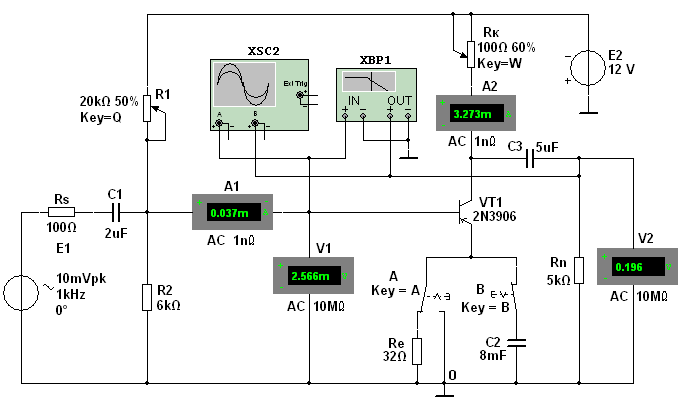 XSC2
XBP1
Ext Trig
A
B
IN
OUT
Rк
100Ω 60%
Key=W
E2
12 V
A2
3.273m
AC 1nΩ
20kΩ 50%
Key=Q
R1
C3
5uF
Rs
100Ω
C1
2uF
A1
0.037m
AC 1nΩ
VT1
2N3906
E1
10mVpk
1kHz
0°
R2
6kΩ
V1
2.566m
AC 10MΩ
A
Key = A
B
Key = B
Rn
5kΩ
V2
0.196
AC 10MΩ
Re
32Ω
C2
8mF
0